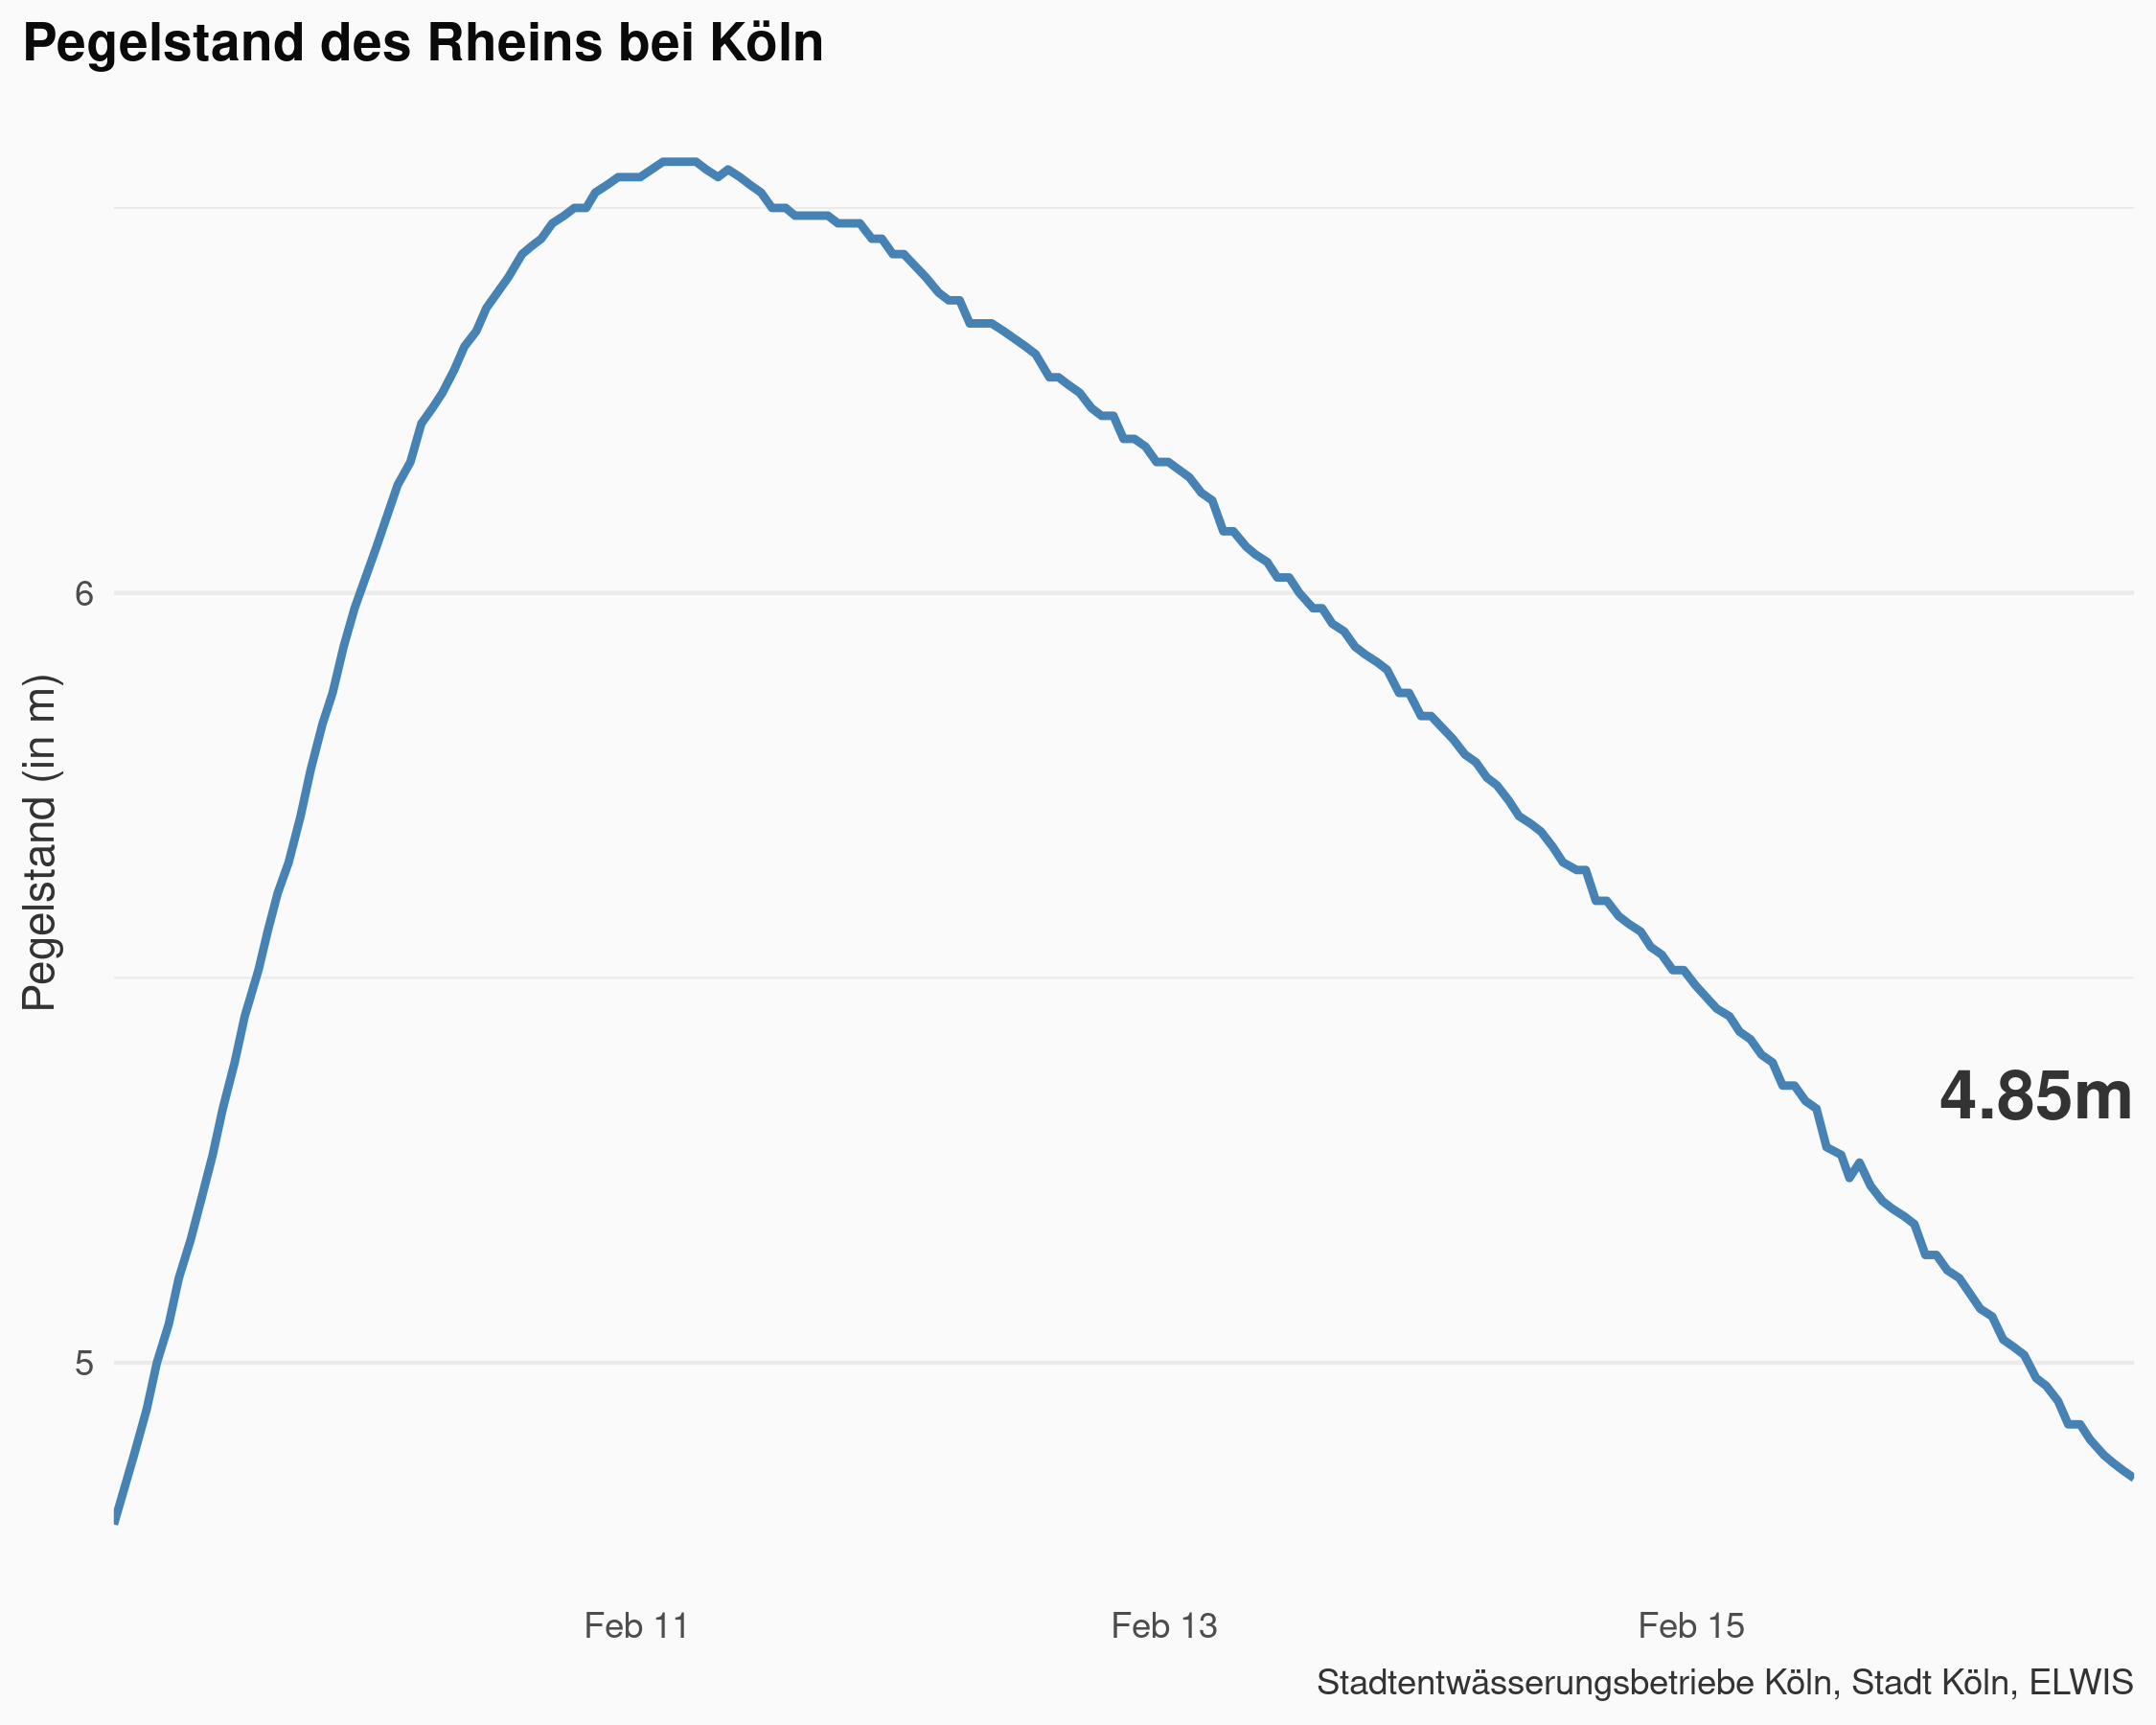 Pegelstand des Rheins bei Köln
Pegelstand (in m)
6
5
4.85m
Feb 11
Feb 13
Feb 15
Stadtentwässerungsbetriebe Köln, Stadt Köln, ELWIS